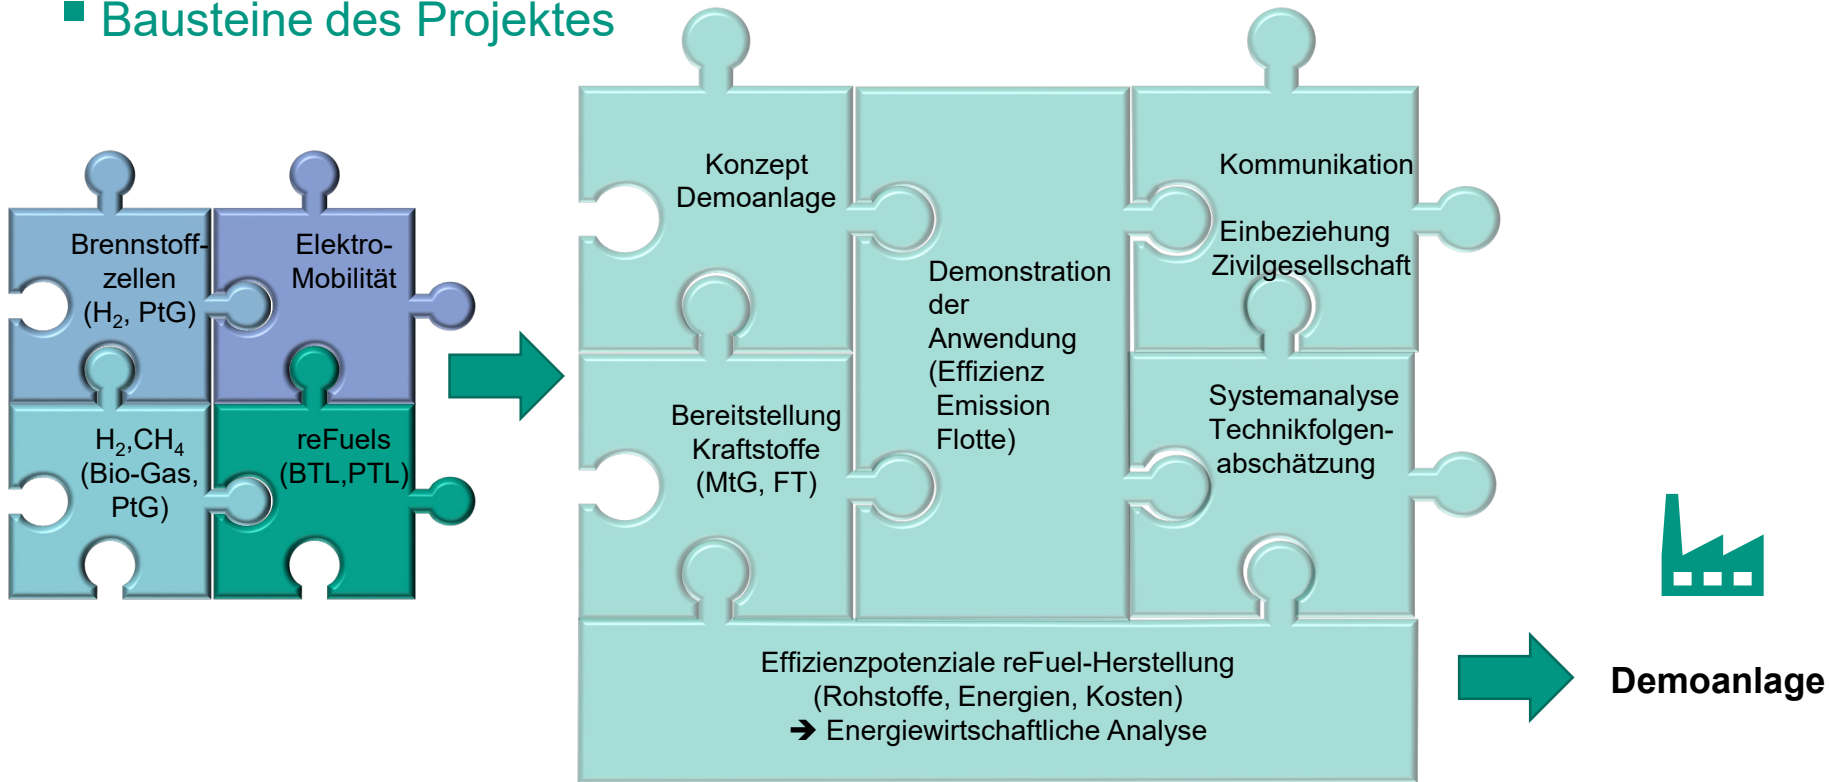 Bausteine des Projektes
Brennstoff-
zellen
(H₂, PtG)
Elektro-
Mobilität
H₂,CH₄
(Bio-Gas,
PtG)
reFuels
(BTL,PTL)
Konzept
Demoanlage
Bereitstellung
Kraftstoffe
(MtG, FT)
Demonstration
der
Anwendung
(Effizienz
Emission
Flotte)
Kommunikation
Einbeziehung
Zivilgesellschaft
Systemanalyse
Technikfolgen-
abschätzung
Effizienzpotenziale reFuel-Herstellung
(Rohstoffe, Energien, Kosten)
➔ Energiewirtschaftliche Analyse
Demoanlage